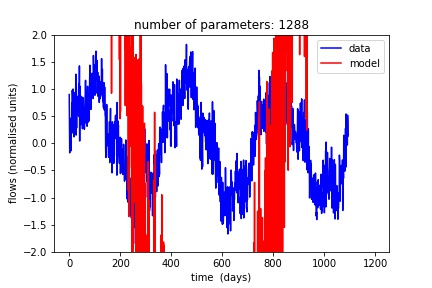 number of parameters: 1288
data
model
flows (normalised units)
2.0
1.5
1.0
0.5
0.0
−0.5
−1.0
−1.5
−2.0
0 200 400 600 800 1000 1200
time (days)